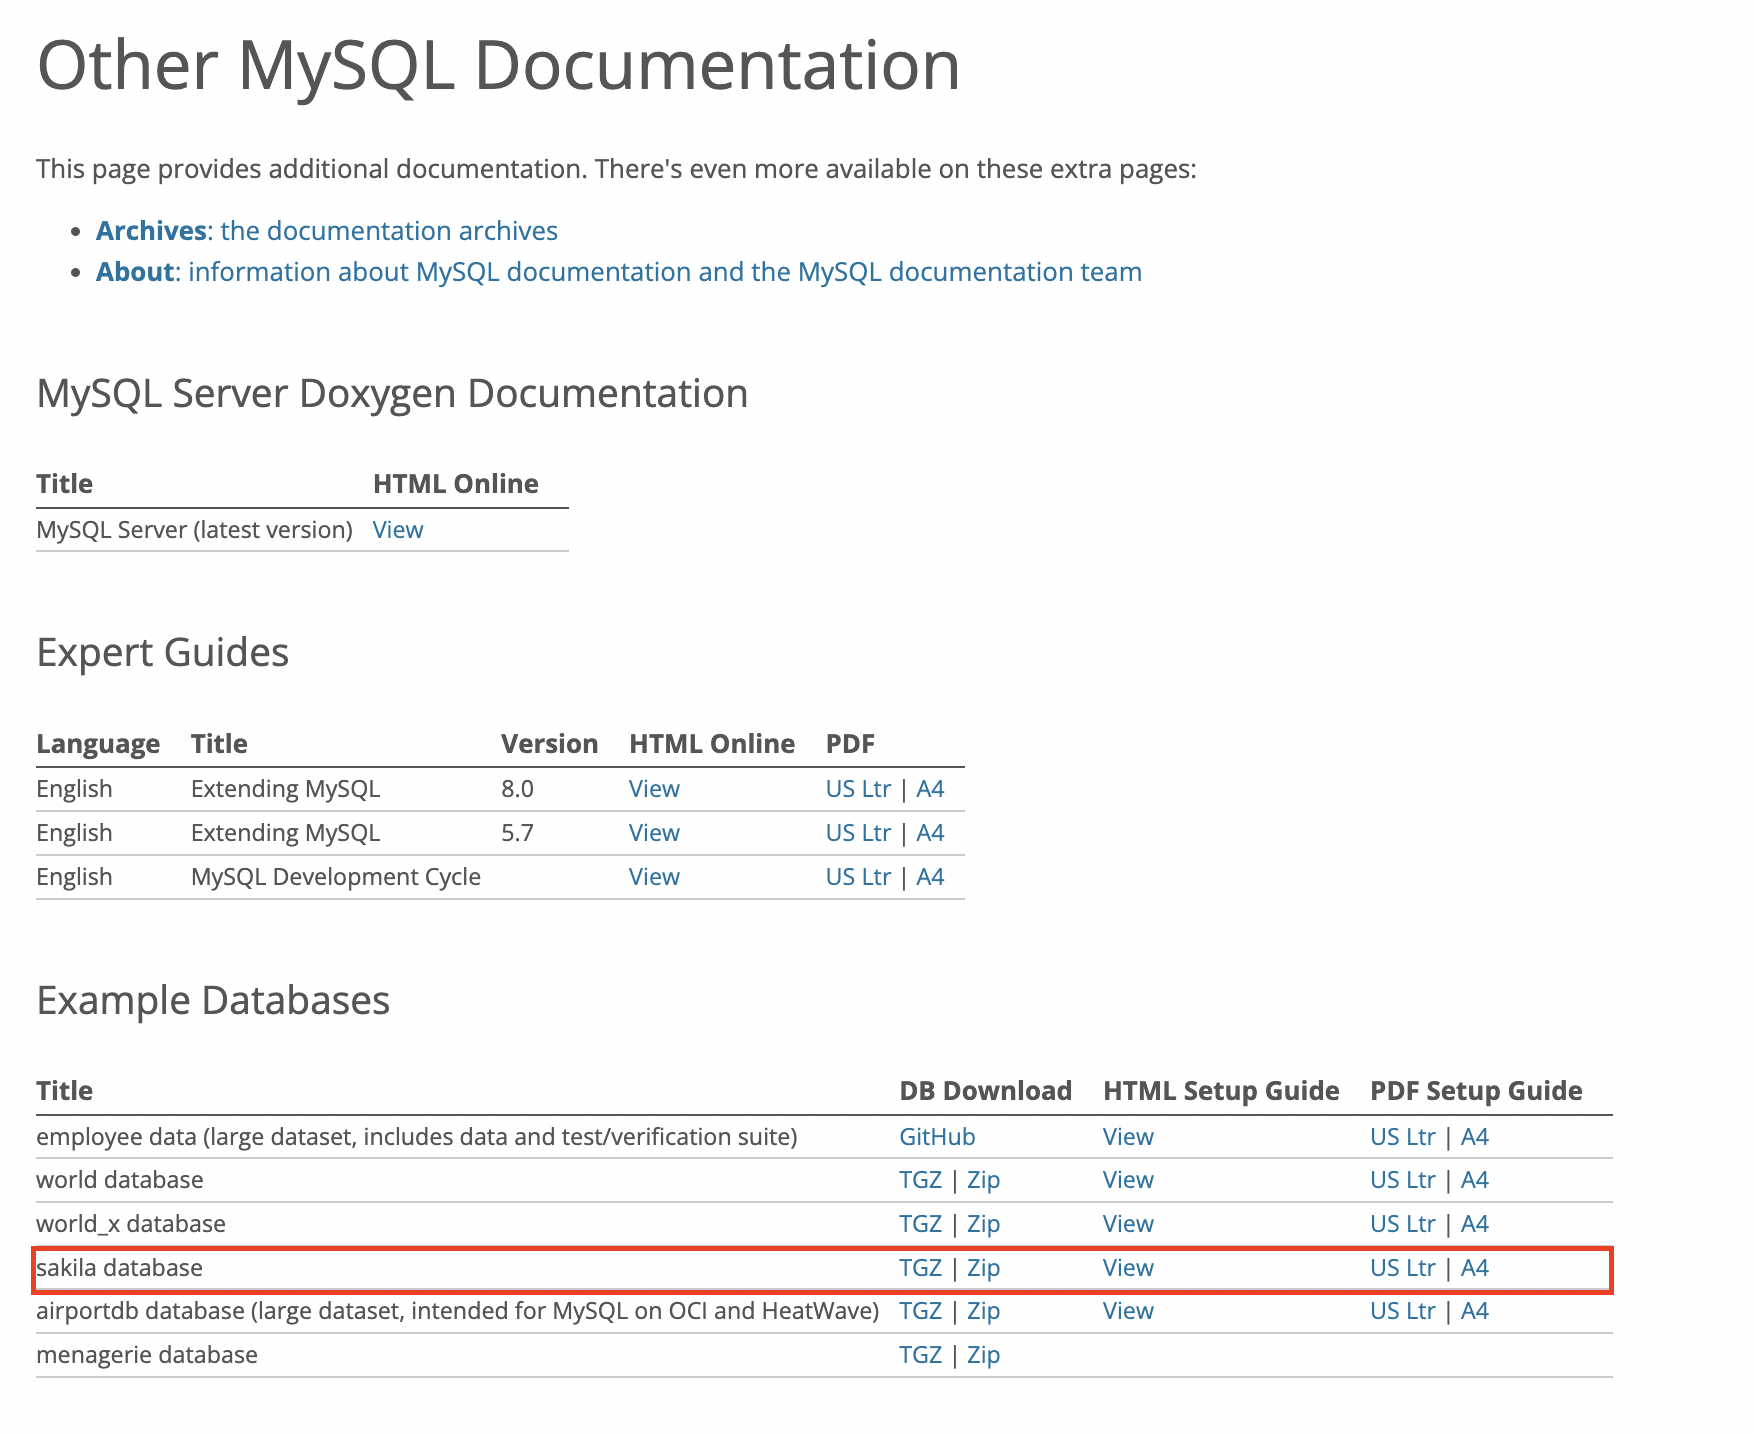 Other MySQL Documentation
This page provides additional documentation. There's even more available on these extra pages:
• Archives: the documentation archives
• About: information about MySQL documentation and the MySQL documentation team
MySQL Server Doxygen Documentation
Title HTML Online
MySQL Server (latest version) View
Expert Guides
Language Title Version HTML Online PDF
English Extending MySQL 8.0 View US Ltr | A4
English Extending MySQL 5.7 View US Ltr | A4
English MySQL Development Cycle View US Ltr | A4
Example Databases
Title DB Download HTML Setup Guide PDF Setup Guide
employee data (large dataset, includes data and test/verification suite) GitHub View US Ltr | A4
world database TGZ | Zip View US Ltr | A4
world_x database TGZ | Zip View US Ltr | A4
sakila database TGZ | Zip View US Ltr | A4
airportdb database (large dataset, intended for MySQL on OCI and HeatWave) TGZ | Zip View US Ltr | A4
menagerie database TGZ | Zip